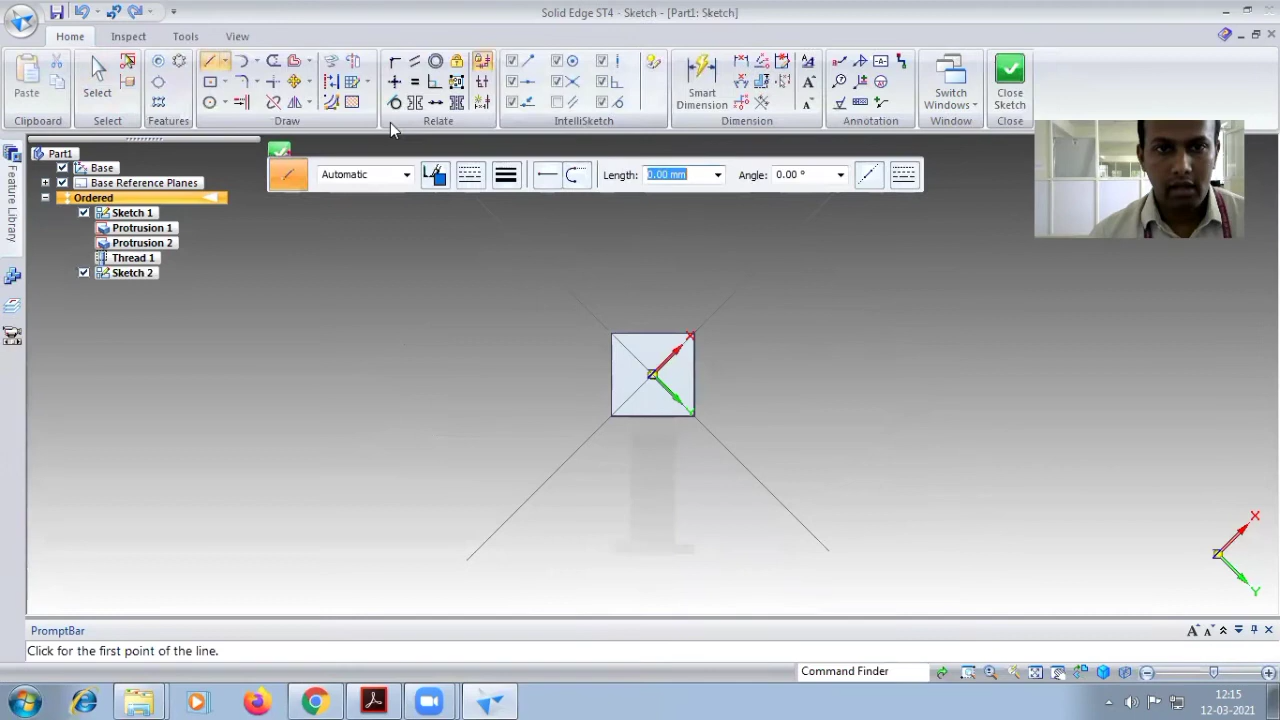 Solid Edge ST4 - Sketch - [Part1: Sketch]
Home
Inspect
Tools
View
Paste
Select
Smart Dimension
Switch Windows
Close Sketch
Clipboard
Select
Features
Draw
Relate
IntelliSketch
Dimension
Annotation
Window
Close
Feature Library
Part1
Base
Base Reference Planes
Ordered
Sketch 1
Protrusion 1
Protrusion 2
Thread 1
Sketch 2
Automatic
Length: 0.00 mm
Angle: 0.00 °
X
Y
X
Y
PromptBar
Click for the first point of the line.
Command Finder
12:15
12-03-2021